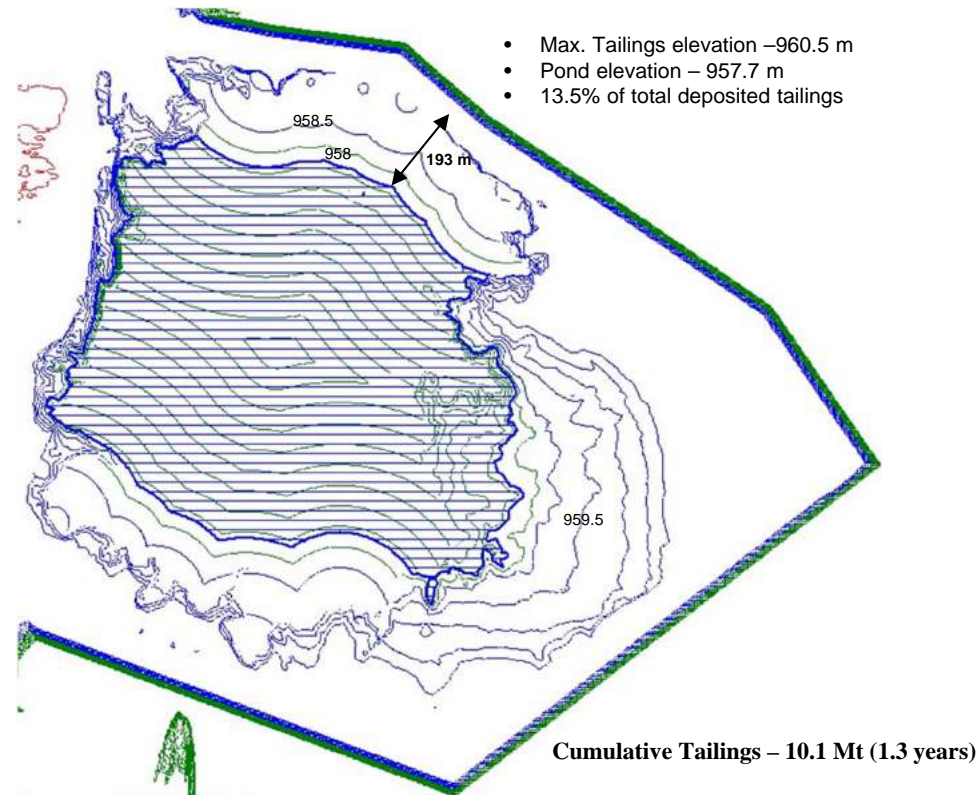 • Max. Tailings elevation –960.5 m
• Pond elevation – 957.7 m
• 13.5% of total deposited tailings
958.5
958
193 m
959.5
Cumulative Tailings – 10.1 Mt (1.3 years)